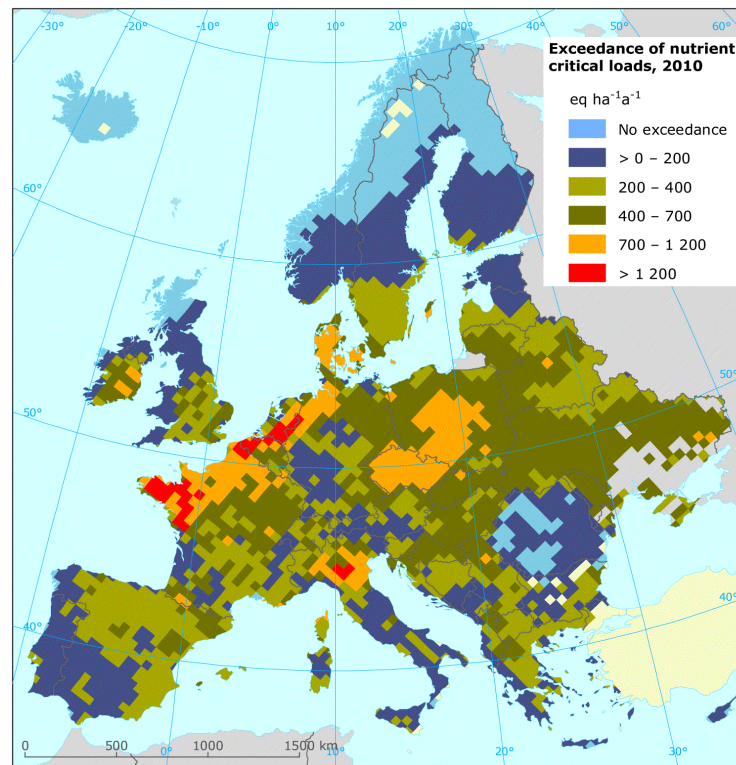 -30° -20° -10° 0° 10° 20° 30° 40° 50° 60°
Exceedance of nutrient
critical loads, 2010
eq ha⁻¹a⁻¹
No exceedance
> 0 – 200
200 – 400
400 – 700
700 – 1 200
> 1 200
60°
50°
50°
40°
40°
0 500 1000 1500 km
0° 10° 20° 30°